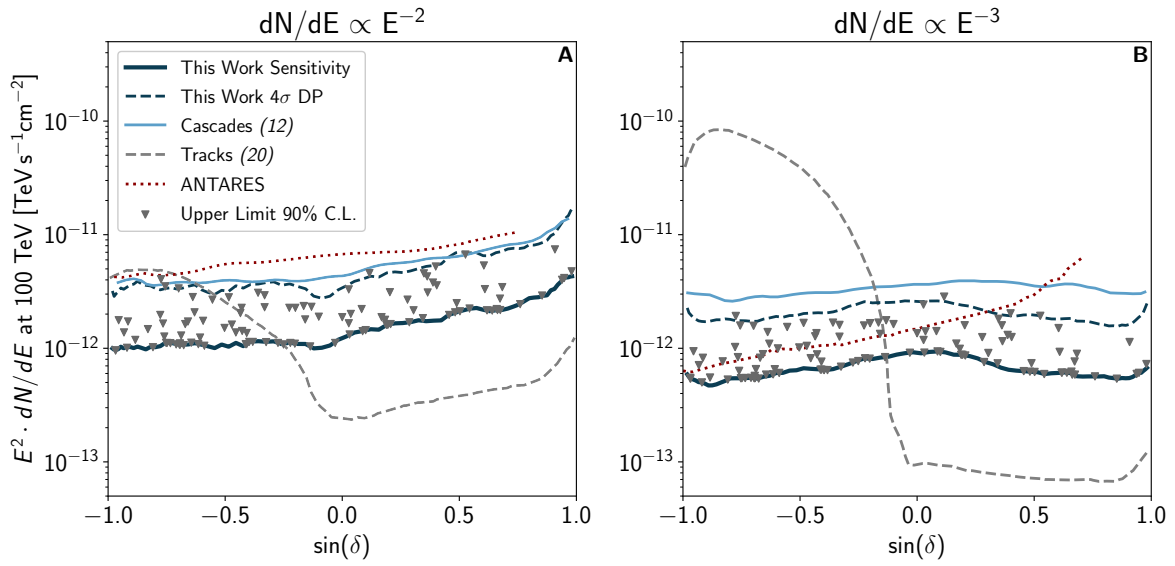 dN/dE ∝ E⁻²
A
This Work Sensitivity
This Work 4σ DP
Cascades (12)
Tracks (20)
ANTARES
Upper Limit 90% C.L.
E² · dN/dE at 100 TeV [TeV s⁻¹cm⁻²]
10⁻¹⁰
10⁻¹¹
10⁻¹²
10⁻¹³
−1.0 −0.5 0.0 0.5 1.0
sin(δ)
dN/dE ∝ E⁻³
B
10⁻¹⁰
10⁻¹¹
10⁻¹²
10⁻¹³
−1.0 −0.5 0.0 0.5 1.0
sin(δ)